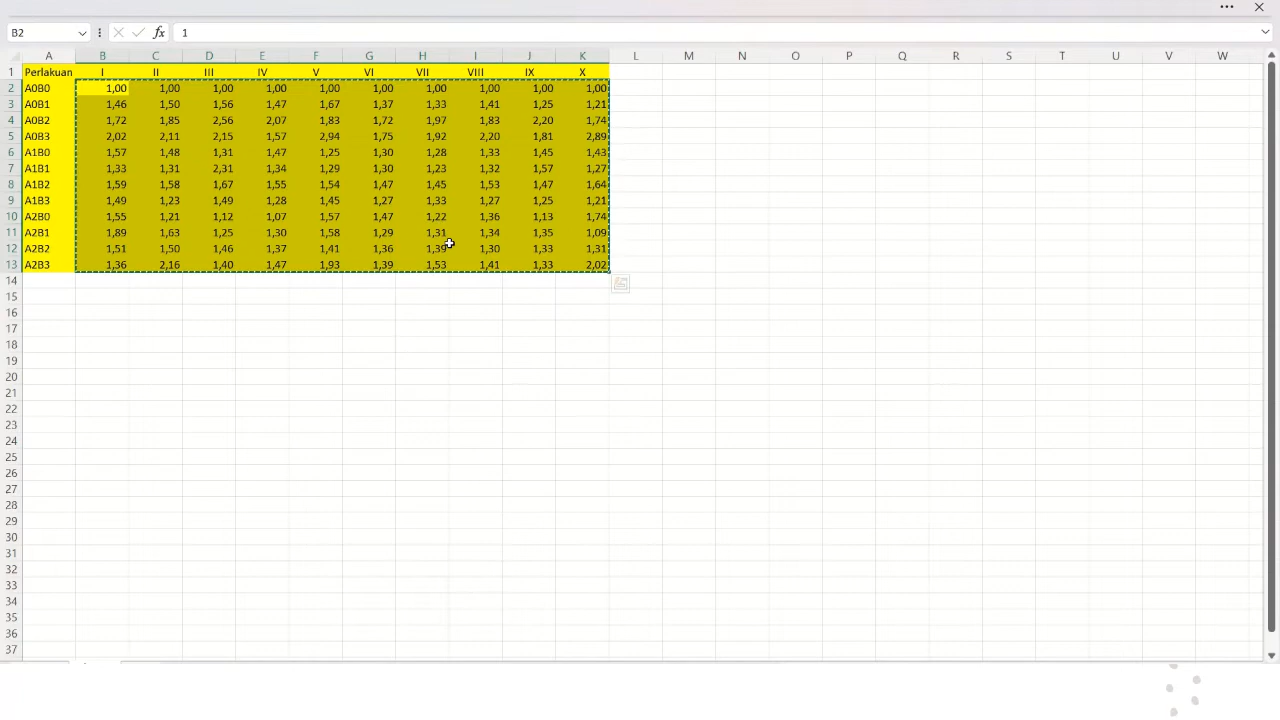 B2 fx 1
A B C D E F G H I J K L M N O P Q R S T U V W
1 Perlakuan I II III IV V VI VII VIII IX X
2 A0B0 1,00 1,00 1,00 1,00 1,00 1,00 1,00 1,00 1,00 1,00
3 A0B1 1,46 1,50 1,56 1,47 1,67 1,37 1,33 1,41 1,25 1,21
4 A0B2 1,72 1,85 2,56 2,07 1,83 1,72 1,97 1,83 2,20 1,74
5 A0B3 2,02 2,11 2,15 1,57 2,94 1,75 1,92 2,20 1,81 2,89
6 A1B0 1,57 1,48 1,31 1,47 1,25 1,30 1,28 1,33 1,45 1,43
7 A1B1 1,33 1,31 2,31 1,34 1,29 1,30 1,23 1,32 1,57 1,27
8 A1B2 1,59 1,58 1,67 1,55 1,54 1,47 1,45 1,53 1,47 1,64
9 A1B3 1,49 1,23 1,49 1,28 1,45 1,27 1,33 1,27 1,25 1,21
10 A2B0 1,55 1,21 1,12 1,07 1,57 1,47 1,22 1,36 1,13 1,74
11 A2B1 1,89 1,63 1,25 1,30 1,58 1,29 1,31 1,34 1,35 1,09
12 A2B2 1,51 1,50 1,46 1,37 1,41 1,36 1,39 1,30 1,33 1,31
13 A2B3 1,36 2,16 1,40 1,47 1,93 1,39 1,53 1,41 1,33 2,02
14
15
16
17
18
19
20
21
22
23
24
25
26
27
28
29
30
31
32
33
34
35
36
37